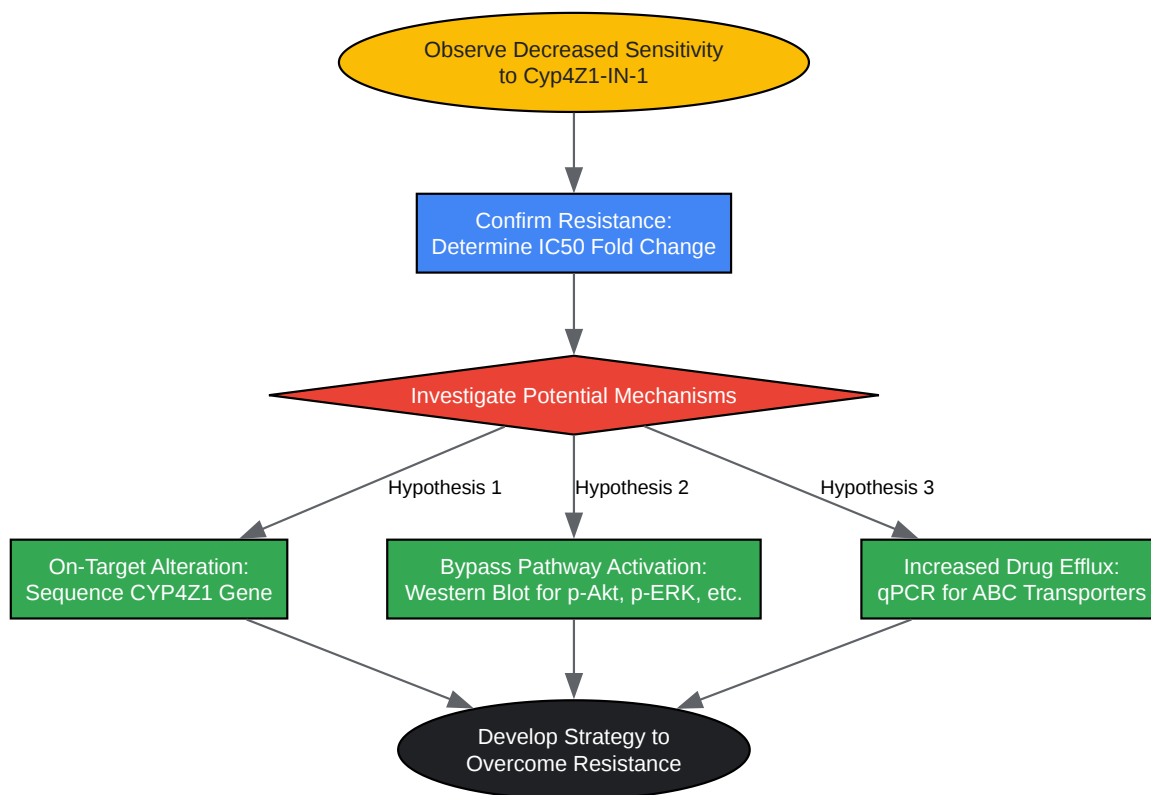 Observe Decreased Sensitivity
to Cyp4Z1-IN-1
Confirm Resistance:
Determine IC50 Fold Change
Investigate Potential Mechanisms
Hypothesis 1
Hypothesis 2
Hypothesis 3
On-Target Alteration:
Sequence CYP4Z1 Gene
Bypass Pathway Activation:
Western Blot for p-Akt, p-ERK, etc.
Increased Drug Efflux:
qPCR for ABC Transporters
Develop Strategy to
Overcome Resistance